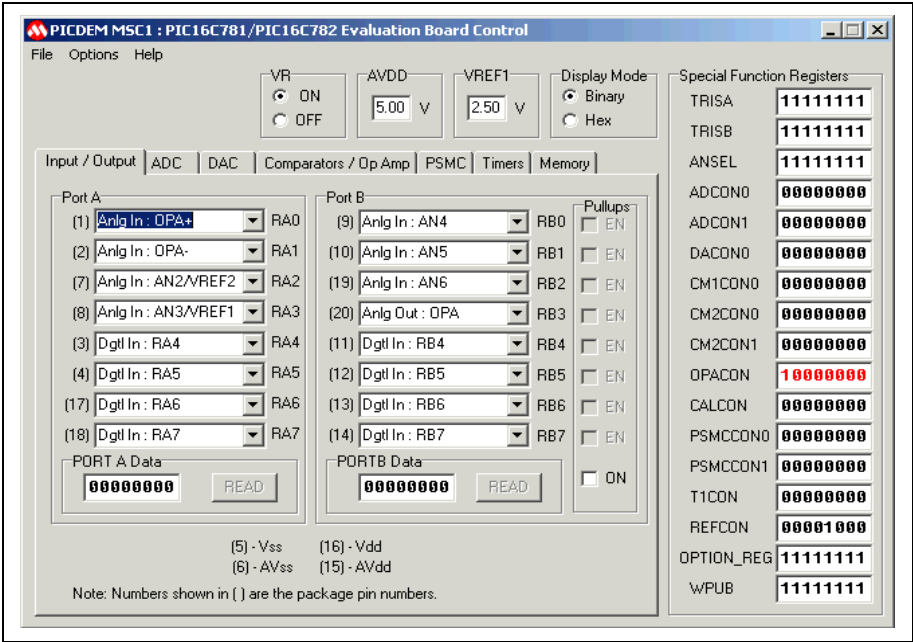 PICDEM MSC1 : PIC16C781/PIC16C782 Evaluation Board Control
File Options Help
VR
ON
OFF
AVDD
5.00 V
VREF1
2.50 V
Display Mode
Binary
Hex
Input / Output ADC DAC Comparators / Op Amp PSMC Timers Memory
Port A
(1) Anlg In : OPA+ RA0
(2) Anlg In : OPA- RA1
(7) Anlg In : AN2/VREF2 RA2
(8) Anlg In : AN3/VREF1 RA3
(3) Dgtl In : RA4 RA4
(4) Dgtl In : RA5 RA5
(17) Dgtl In : RA6 RA6
(18) Dgtl In : RA7 RA7
PORT A Data
00000000 READ
Port B
(9) Anlg In : AN4 RB0
(10) Anlg In : AN5 RB1
(19) Anlg In : AN6 RB2
(20) Anlg Out : OPA RB3
(11) Dgtl In : RB4 RB4
(12) Dgtl In : RB5 RB5
(13) Dgtl In : RB6 RB6
(14) Dgtl In : RB7 RB7
PORTB Data
00000000 READ
Pullups
EN
EN
EN
EN
EN
EN
EN
EN
ON
(5) - Vss (16) - Vdd
(6) - AVss (15) - AVdd
Note: Numbers shown in ( ) are the package pin numbers.
Special Function Registers
TRISA 11111111
TRISB 11111111
ANSEL 11111111
ADCON0 00000000
ADCON1 00000000
DACON0 00000000
CM1CON0 00000000
CM2CON0 00000000
CM2CON1 00000000
OPACON 10000000
CALCON 00000000
PSMCCON0 00000000
PSMCCON1 00000000
T1CON 00000000
REFCON 00001000
OPTION_REG 11111111
WPUB 11111111